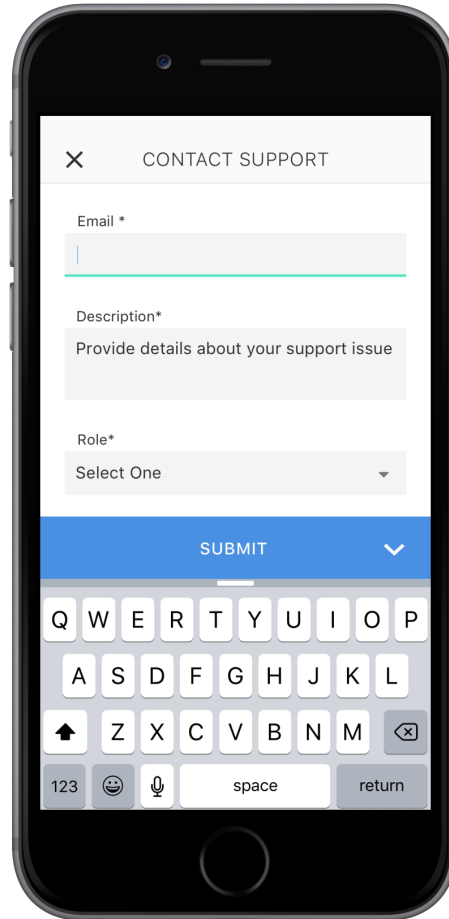 CONTACT SUPPORT
Email *
Description*
Provide details about your support issue
Role*
Select One
SUBMIT
Q W E R T Y U I O P
A S D F G H J K L
Z X C V B N M
123 space return